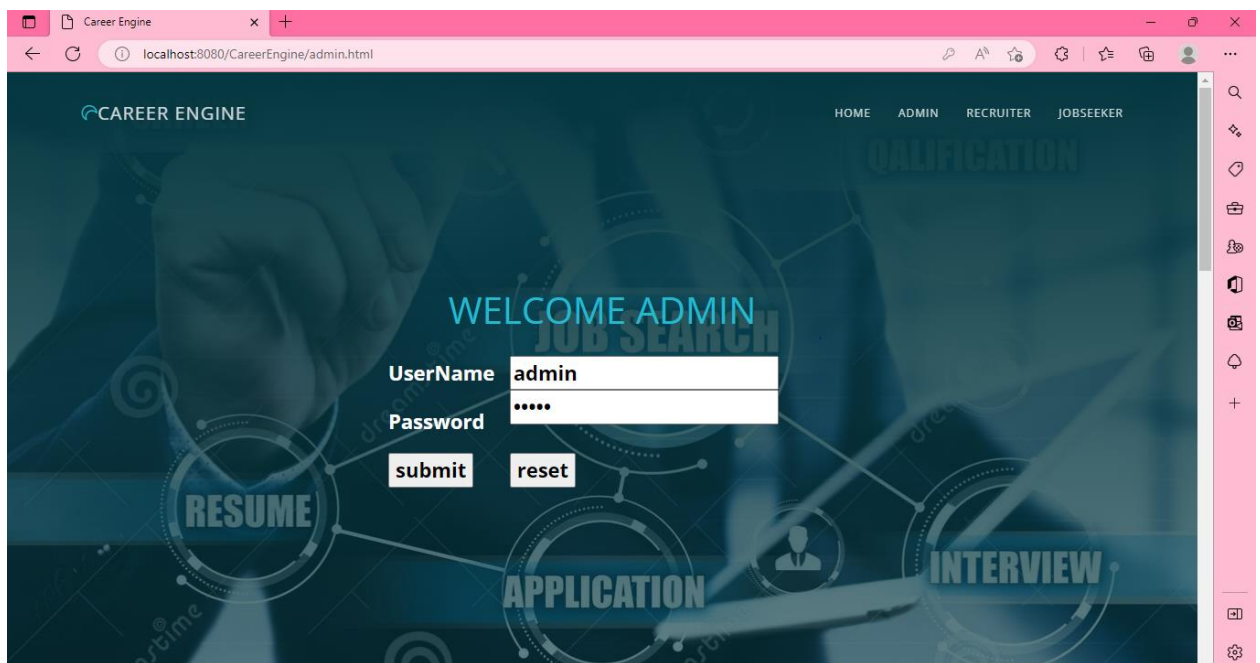 Career Engine
localhost:8080/CareerEngine/admin.html
CAREER ENGINE
HOME ADMIN RECRUITER JOBSEEKER
QALIFICATION
WELCOME ADMIN
JOB SEARCH
UserName admin
Password •••••
submit reset
RESUME
APPLICATION
INTERVIEW